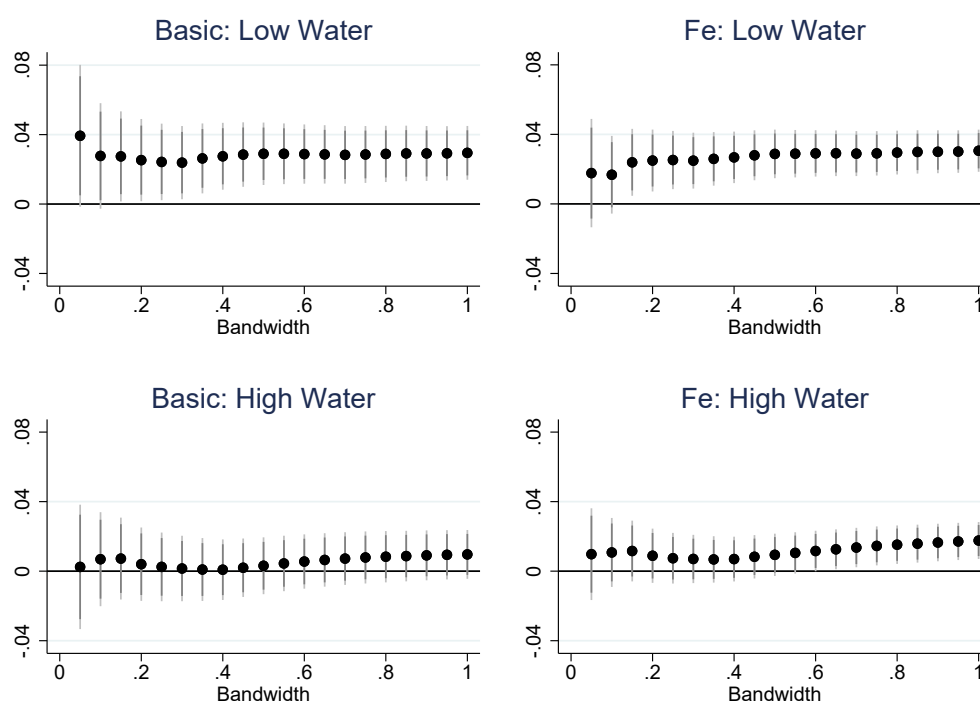 Basic: Low Water
.08
.04
0
-.04
0 .2 .4 .6 .8 1
Bandwidth
Fe: Low Water
.08
.04
0
-.04
0 .2 .4 .6 .8 1
Bandwidth
Basic: High Water
.08
.04
0
-.04
0 .2 .4 .6 .8 1
Bandwidth
Fe: High Water
.08
.04
0
-.04
0 .2 .4 .6 .8 1
Bandwidth